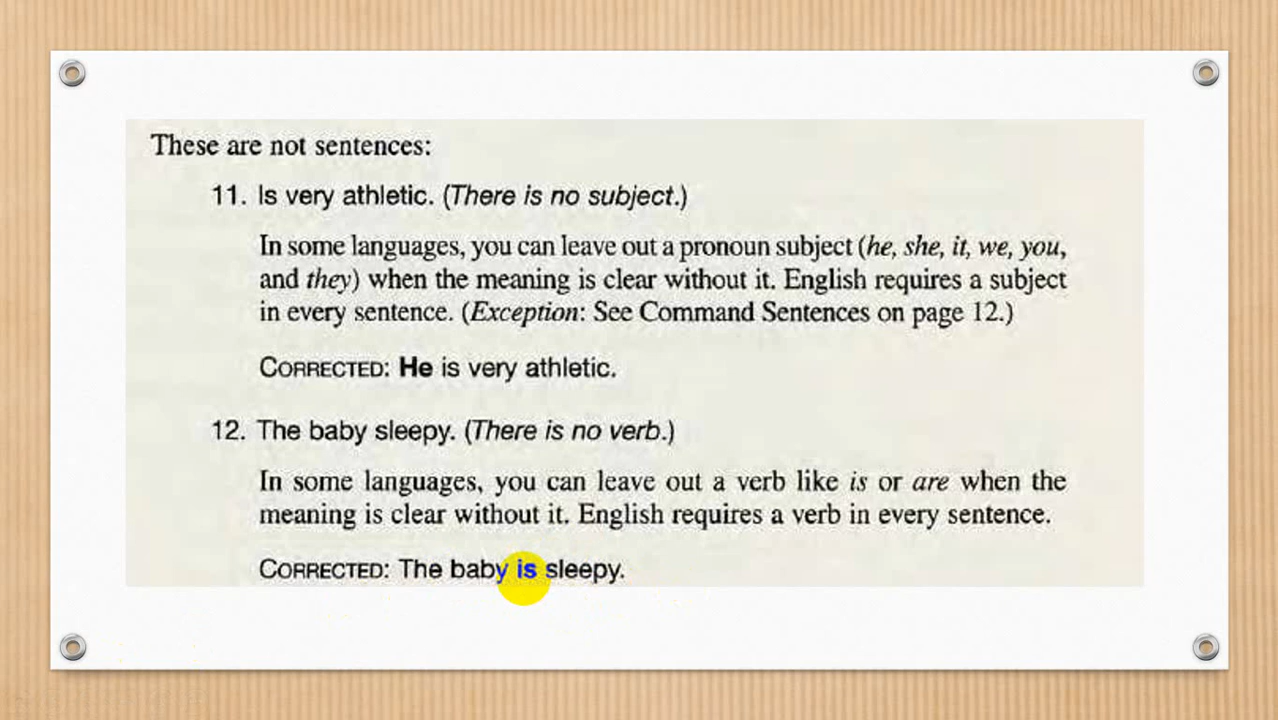 These are not sentences:
11. Is very athletic. (There is no subject.)
In some languages, you can leave out a pronoun subject (he, she, it, we, you,
and they) when the meaning is clear without it. English requires a subject
in every sentence. (Exception: See Command Sentences on page 12.)
CORRECTED: He is very athletic.
12. The baby sleepy. (There is no verb.)
In some languages, you can leave out a verb like is or are when the
meaning is clear without it. English requires a verb in every sentence.
CORRECTED: The baby is sleepy.